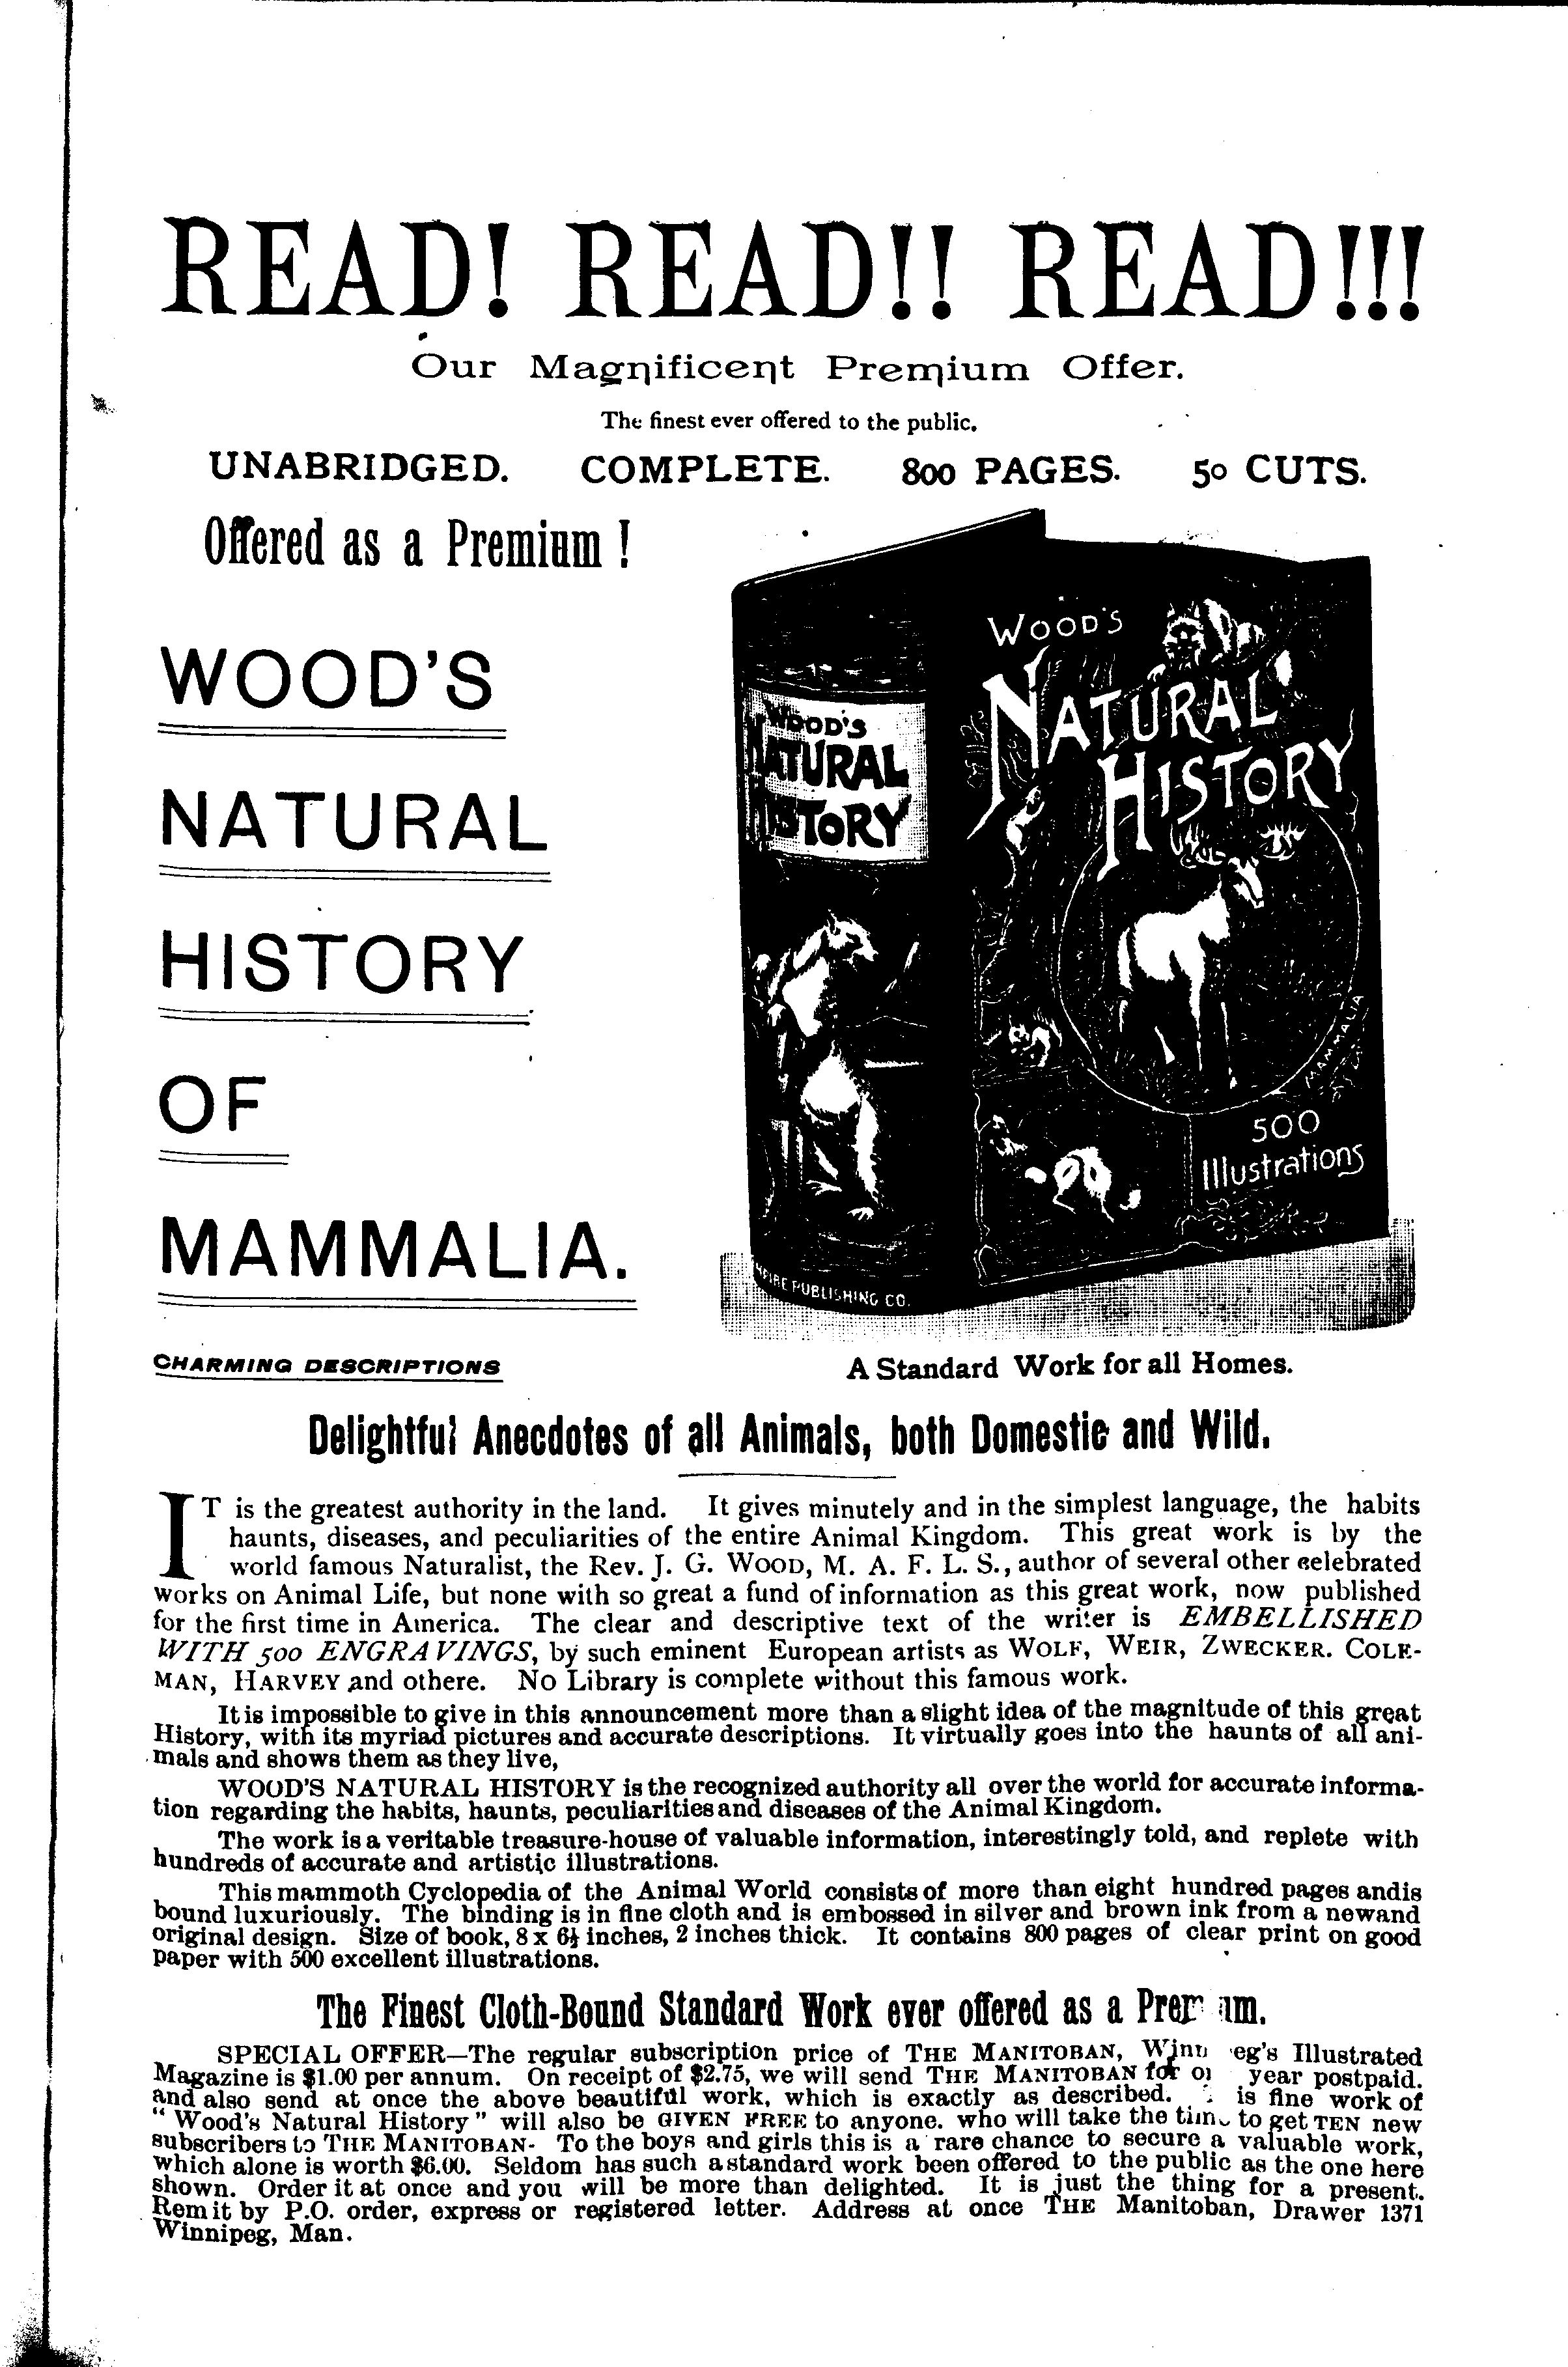 READ! READ!! READ!!!
Our Magnificent Premium Offer.
The finest ever offered to the public.
UNABRIDGED. COMPLETE. 800 PAGES. 50 CUTS.
Offered as a Premium !
WOOD'S
NATURAL
HISTORY
OF
MAMMALIA.
WOOD'S
NATURAL
HISTORY
PUBLISHING CO.
WOOD'S
NATURAL
HISTORY
MAMMALIA
500
Illustrations
CHARMING DESCRIPTIONS
A Standard Work for all Homes.
Delightful Anecdotes of all Animals, both Domestic and Wild.
IT is the greatest authority in the land. It gives minutely and in the simplest language, the habits
haunts, diseases, and peculiarities of the entire Animal Kingdom. This great work is by the
world famous Naturalist, the Rev. J. G. WOOD, M. A. F. L. S., author of several other celebrated
works on Animal Life, but none with so great a fund of information as this great work, now published
for the first time in America. The clear and descriptive text of the writer is EMBELLISHED
WITH 500 ENGRAVINGS, by such eminent European artists as WOLF, WEIR, ZWECKER. COLE-
MAN, HARVEY and othere. No Library is complete without this famous work.
It is impossible to give in this announcement more than a slight idea of the magnitude of this great
History, with its myriad pictures and accurate descriptions. It virtually goes into the haunts of all ani-
mals and shows them as they live,
WOOD'S NATURAL HISTORY is the recognized authority all over the world for accurate informa-
tion regarding the habits, haunts, peculiarities and diseases of the Animal Kingdom.
The work is a veritable treasure-house of valuable information, interestingly told, and replete with
hundreds of accurate and artistic illustrations.
This mammoth Cyclopedia of the Animal World consists of more than eight hundred pages andis
bound luxuriously. The binding is in fine cloth and is embossed in silver and brown ink from a newand
original design. Size of book, 8 x 6½ inches, 2 inches thick. It contains 800 pages of clear print on good
paper with 500 excellent illustrations.
The Finest Cloth-Bound Standard Work ever offered as a
SPECIAL OFFER—The regular subscription price of THE MANITOBAN, Illustrated
Magazine is $1.00 per annum. On receipt of $2.75, we will send THE MANITOBAN for year postpaid.
and also send at once the above beautiful work, which is exactly as described. is fine work of
"Wood's Natural History" will also be GIVEN FREE to anyone. who will take the to get TEN new
subscribers to THE MANITOBAN- To the boys and girls this is a rare chance to secure a valuable work,
which alone is worth $6.00. Seldom has such a standard work been offered to the public as the one here
shown. Order it at once and you will be more than delighted. It is just the thing for a present.
Remit by P.O. order, express or registered letter. Address at once THE Manitoban, Drawer 1371
Winnipeg, Man.